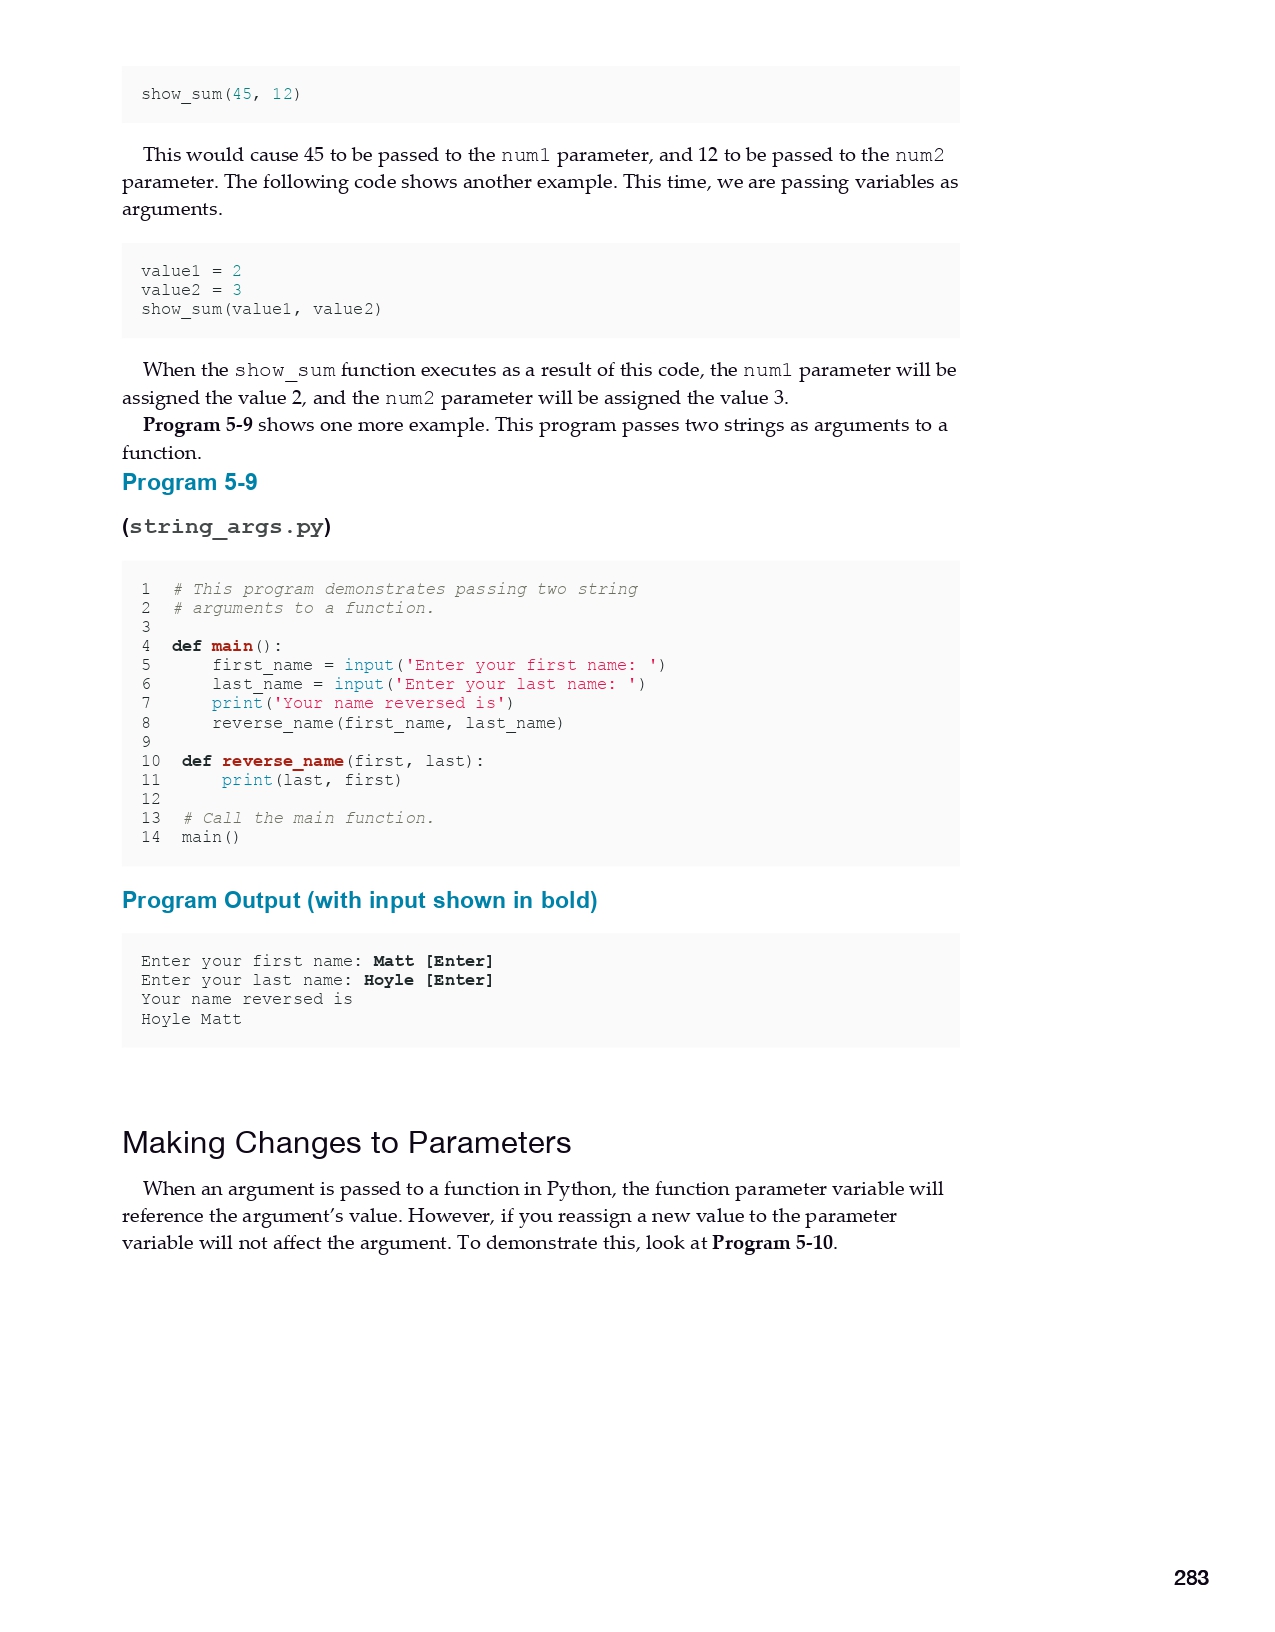 show_sum(45, 12)
This would cause 45 to be passed to the num1 parameter, and 12 to be passed to the num2
parameter. The following code shows another example. This time, we are passing variables as
arguments.
value1 = 2
value2 = 3
show_sum(value1, value2)
When the show_sum function executes as a result of this code, the num1 parameter will be
assigned the value 2, and the num2 parameter will be assigned the value 3.
Program 5-9 shows one more example. This program passes two strings as arguments to a
function.
Program 5-9
(string_args.py)
1  # This program demonstrates passing two string
2  # arguments to a function.
3
4  def main():
5      first_name = input('Enter your first name: ')
6      last_name = input('Enter your last name: ')
7      print('Your name reversed is')
8      reverse_name(first_name, last_name)
9
10  def reverse_name(first, last):
11      print(last, first)
12
13  # Call the main function.
14  main()
Program Output (with input shown in bold)
Enter your first name: Matt [Enter]
Enter your last name: Hoyle [Enter]
Your name reversed is
Hoyle Matt
Making Changes to Parameters
When an argument is passed to a function in Python, the function parameter variable will
reference the argument’s value. However, if you reassign a new value to the parameter
variable will not affect the argument. To demonstrate this, look at Program 5-10.
283